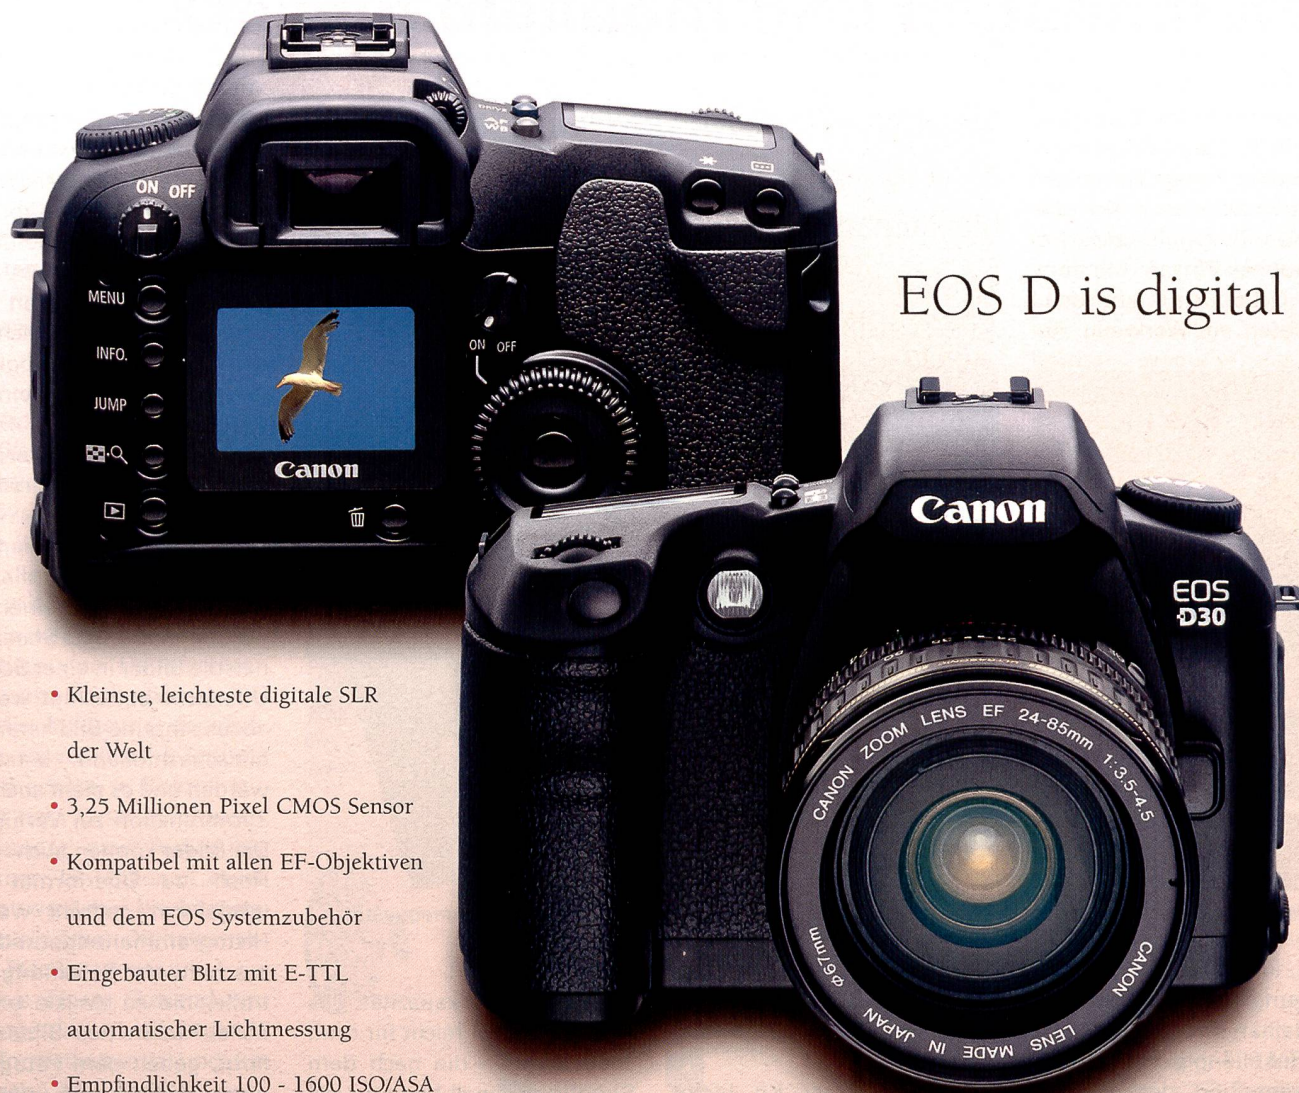 DRIVE
ON OFF
MENU
INFO.
JUMP
ON OFF
Canon
EOS D is digital
Canon
EOS
D30
CANON ZOOM LENS EF 24-85mm 1:3.5-4.5
Ø67mm
CANON
LENS MADE IN JAPAN
• Kleinste, leichteste digitale SLR
der Welt
• 3,25 Millionen Pixel CMOS Sensor
• Kompatibel mit allen EF-Objektiven
und dem EOS Systemzubehör
• Eingebauter Blitz mit E-TTL
automatischer Lichtmessung
• Empfindlichkeit 100 - 1600 ISO/ASA